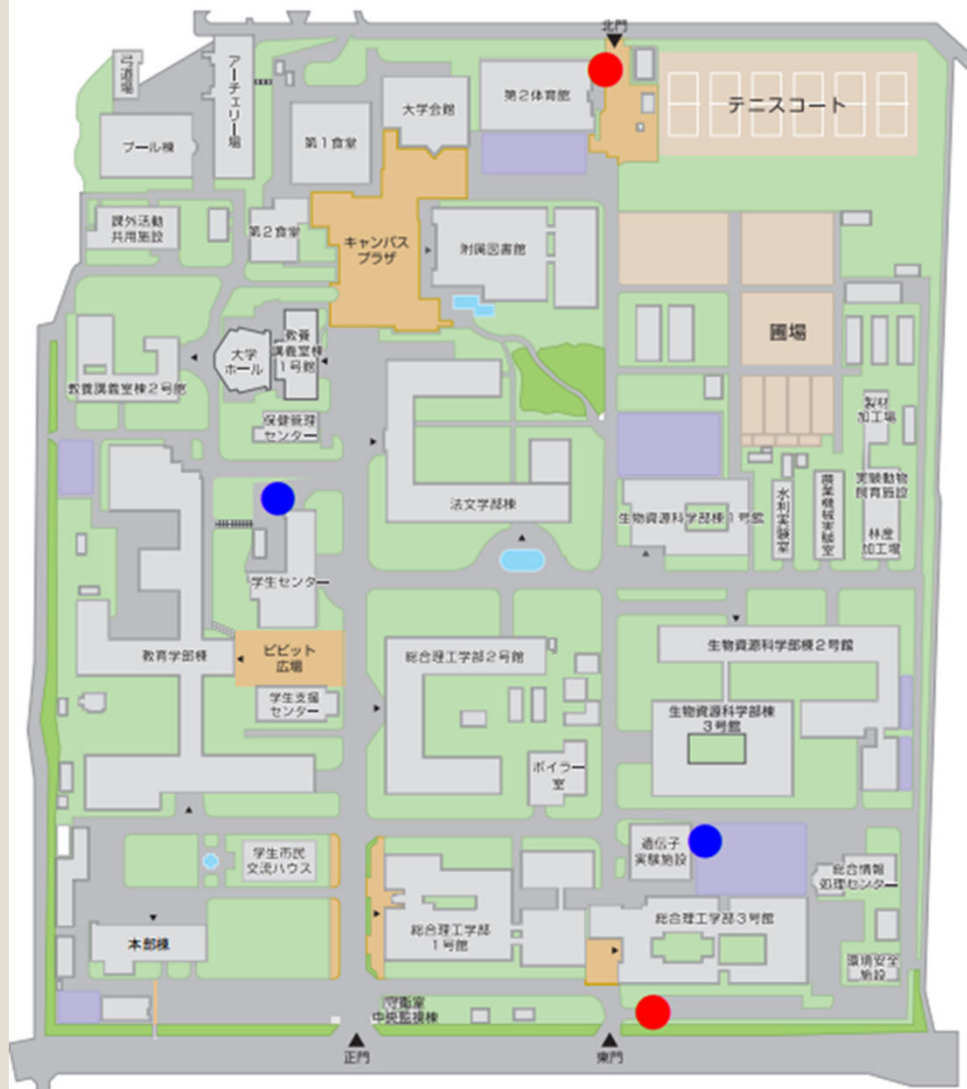 北門
弓道場
アーチェリー場
プール棟
第1食堂
大学会館
第2体育館
テニスコート
課外活動
共用施設
第2食堂
キャンパス
プラザ
附属図書館
圃場
大学
ホール
教養
講義室棟
1号館
教養講義室棟2号館
保健管理
センター
製材
加工場
法文学部棟
生物資源科学部棟1号館
水利実験室
農業機械実験室
実験動物
飼育施設
林産
加工場
学生センター
教育学部棟
ビビット
広場
学生支援
センター
総合理工学部2号館
生物資源科学部棟2号館
生物資源科学部棟
3号館
ボイラー
室
学生市民
交流ハウス
遺伝子
実験施設
総合情報
処理センター
本部棟
総合理工学部
1号館
総合理工学部3号館
環境安全
施設
守衛室
中央監視棟
正門
東門